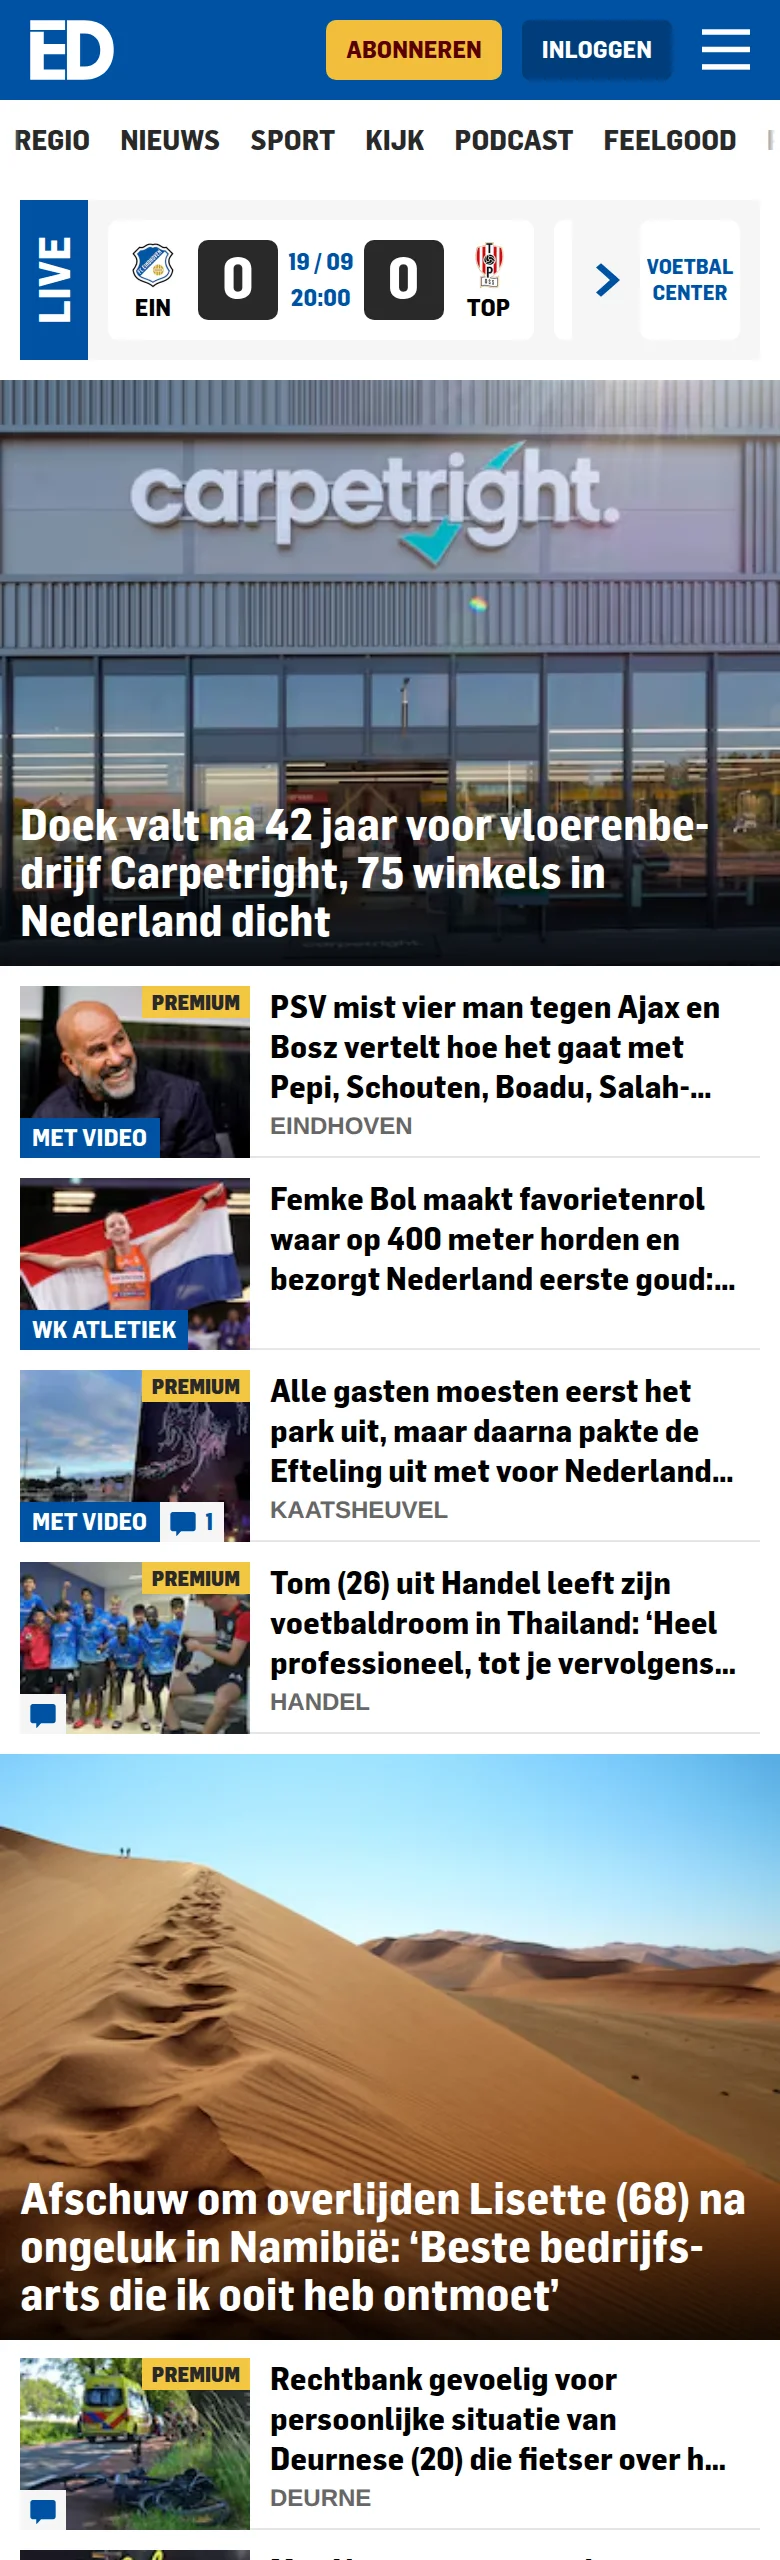 ED
ABONNEREN
INLOGGEN
REGIO NIEUWS SPORT KIJK PODCAST FEELGOOD
LIVE
EIN
0
19 / 09
20:00
0
TOP
VOETBAL
CENTER
carpetright.
Doek valt na 42 jaar voor vloerenbe-
drijf Carpetright, 75 winkels in
Nederland dicht
PREMIUM
MET VIDEO
PSV mist vier man tegen Ajax en
Bosz vertelt hoe het gaat met
Pepi, Schouten, Boadu, Salah-...
EINDHOVEN
WK ATLETIEK
Femke Bol maakt favorietenrol
waar op 400 meter horden en
bezorgt Nederland eerste goud:...
PREMIUM
MET VIDEO
1
Alle gasten moesten eerst het
park uit, maar daarna pakte de
Efteling uit met voor Nederland...
KAATSHEUVEL
PREMIUM
Tom (26) uit Handel leeft zijn
voetbaldroom in Thailand: ‘Heel
professioneel, tot je vervolgens...
HANDEL
Afschuw om overlijden Lisette (68) na
ongeluk in Namibië: ‘Beste bedrijfs-
arts die ik ooit heb ontmoet’
PREMIUM
Rechtbank gevoelig voor
persoonlijke situatie van
Deurnese (20) die fietser over h...
DEURNE